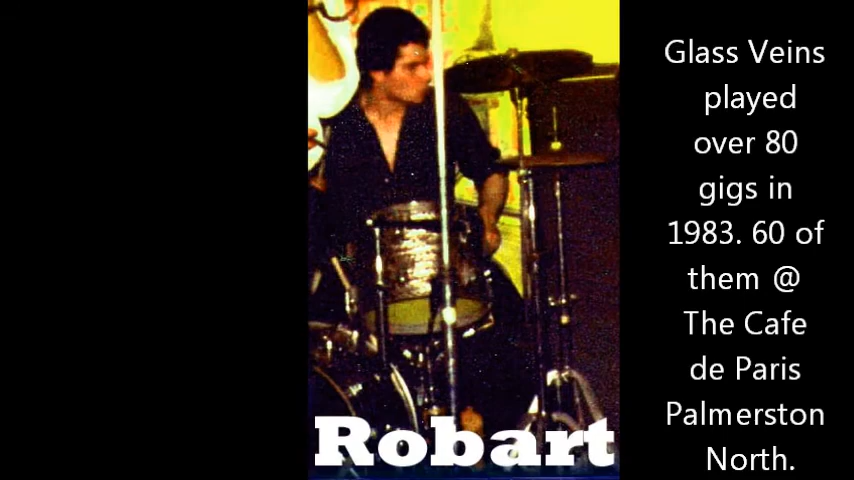 Glass Veins
played
over 80
gigs in
1983. 60 of
them @
The Cafe
de Paris
Palmerston
North.
Robart